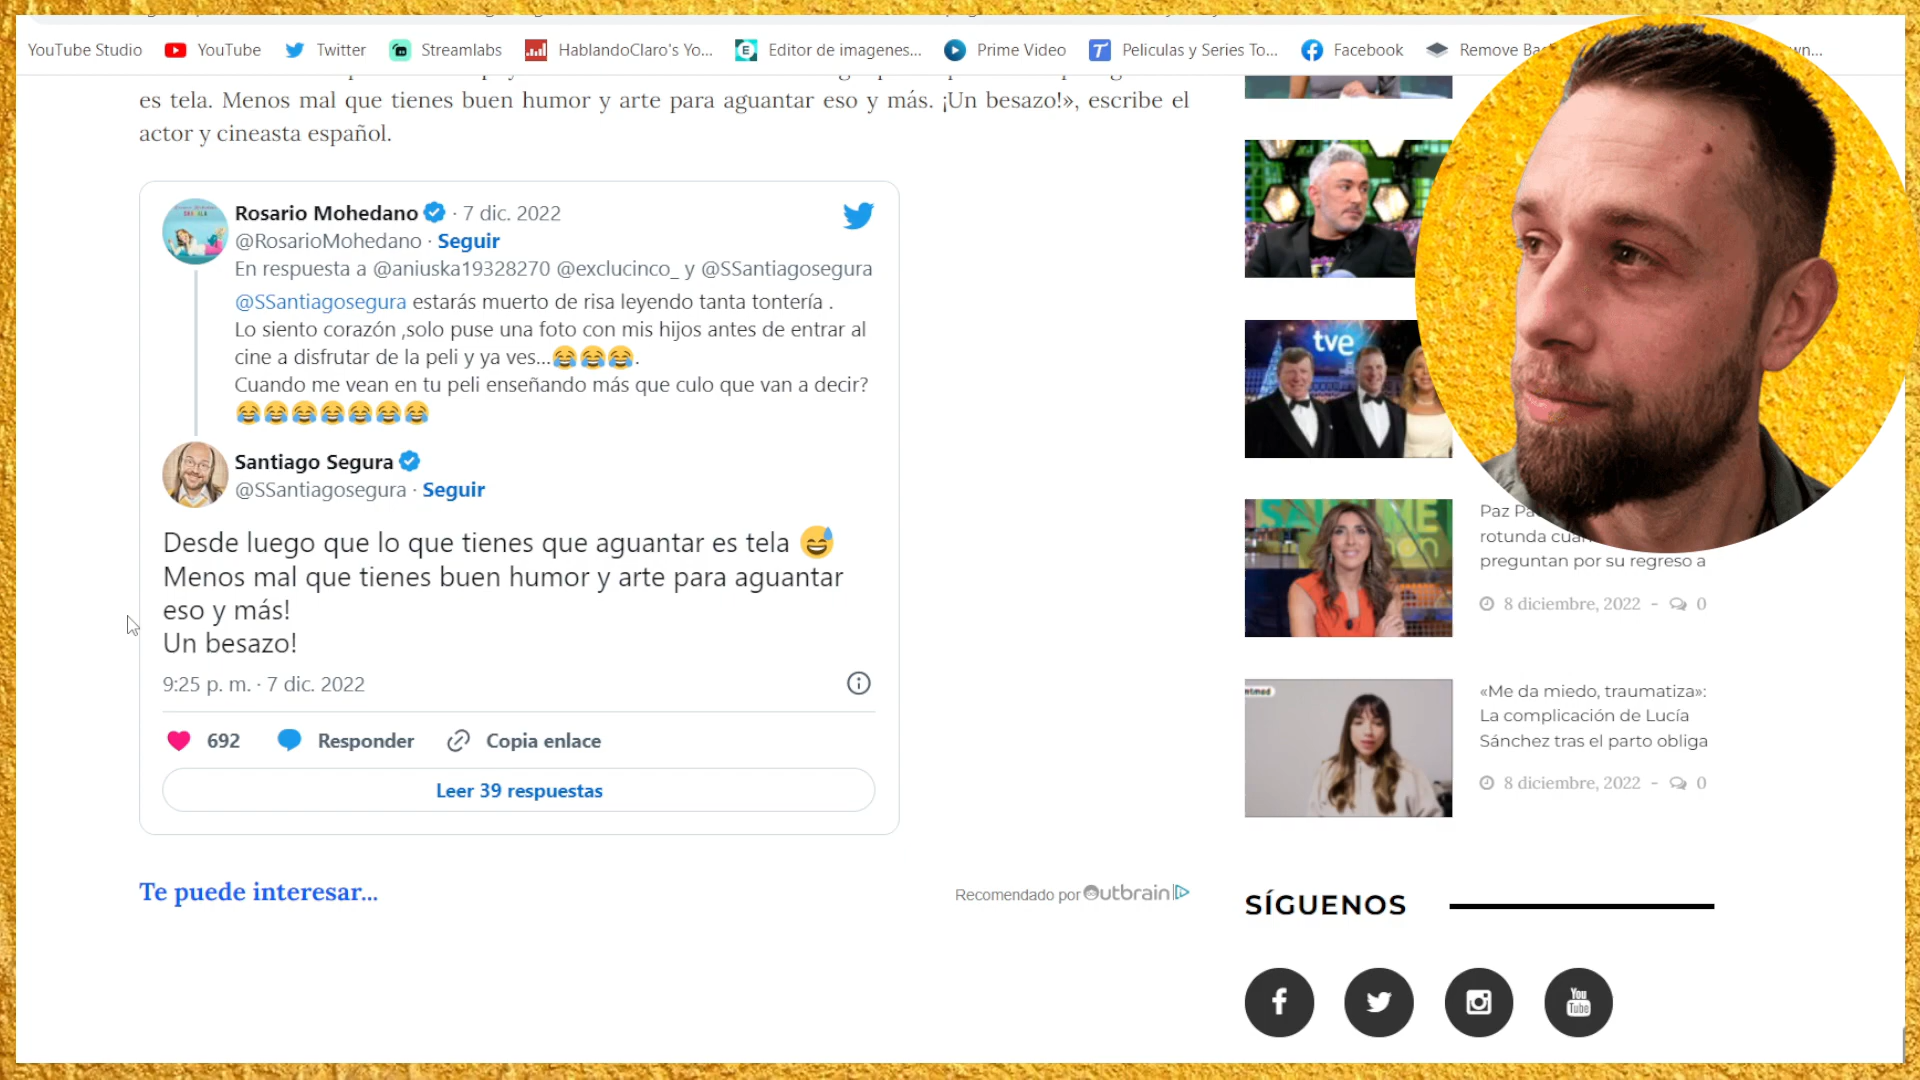 YouTube Studio
YouTube
Twitter
Streamlabs
HablandoClaro's Yo...
Editor de imagenes...
Prime Video
Peliculas y Series To...
Facebook
Remove
wn...
es tela. Menos mal que tienes buen humor y arte para aguantar eso y más. ¡Un besazo!», escribe el
actor y cineasta español.
Rosario Mohedano · 7 dic. 2022
@RosarioMohedano · Seguir
En respuesta a @aniuska19328270 @exclucinco_ y @SSantiagosegura
@SSantiagosegura estarás muerto de risa leyendo tanta tontería .
Lo siento corazón ,solo puse una foto con mis hijos antes de entrar al
cine a disfrutar de la peli y ya ves...😂😂😂.
Cuando me vean en tu peli enseñando más que culo que van a decir?
😂😂😂😂😂😂😂
Santiago Segura
@SSantiagosegura · Seguir
Desde luego que lo que tienes que aguantar es tela 😅
Menos mal que tienes buen humor y arte para aguantar
eso y más!
Un besazo!
9:25 p. m. · 7 dic. 2022
692 Responder Copia enlace
Leer 39 respuestas
Te puede interesar...
Recomendado por Outbrain
tve
Paz
rotunda
preguntan por su regreso a
8 diciembre, 2022 - 0
«Me da miedo, traumatiza»:
La complicación de Lucía
Sánchez tras el parto obliga
8 diciembre, 2022 - 0
SÍGUENOS
You
Tube